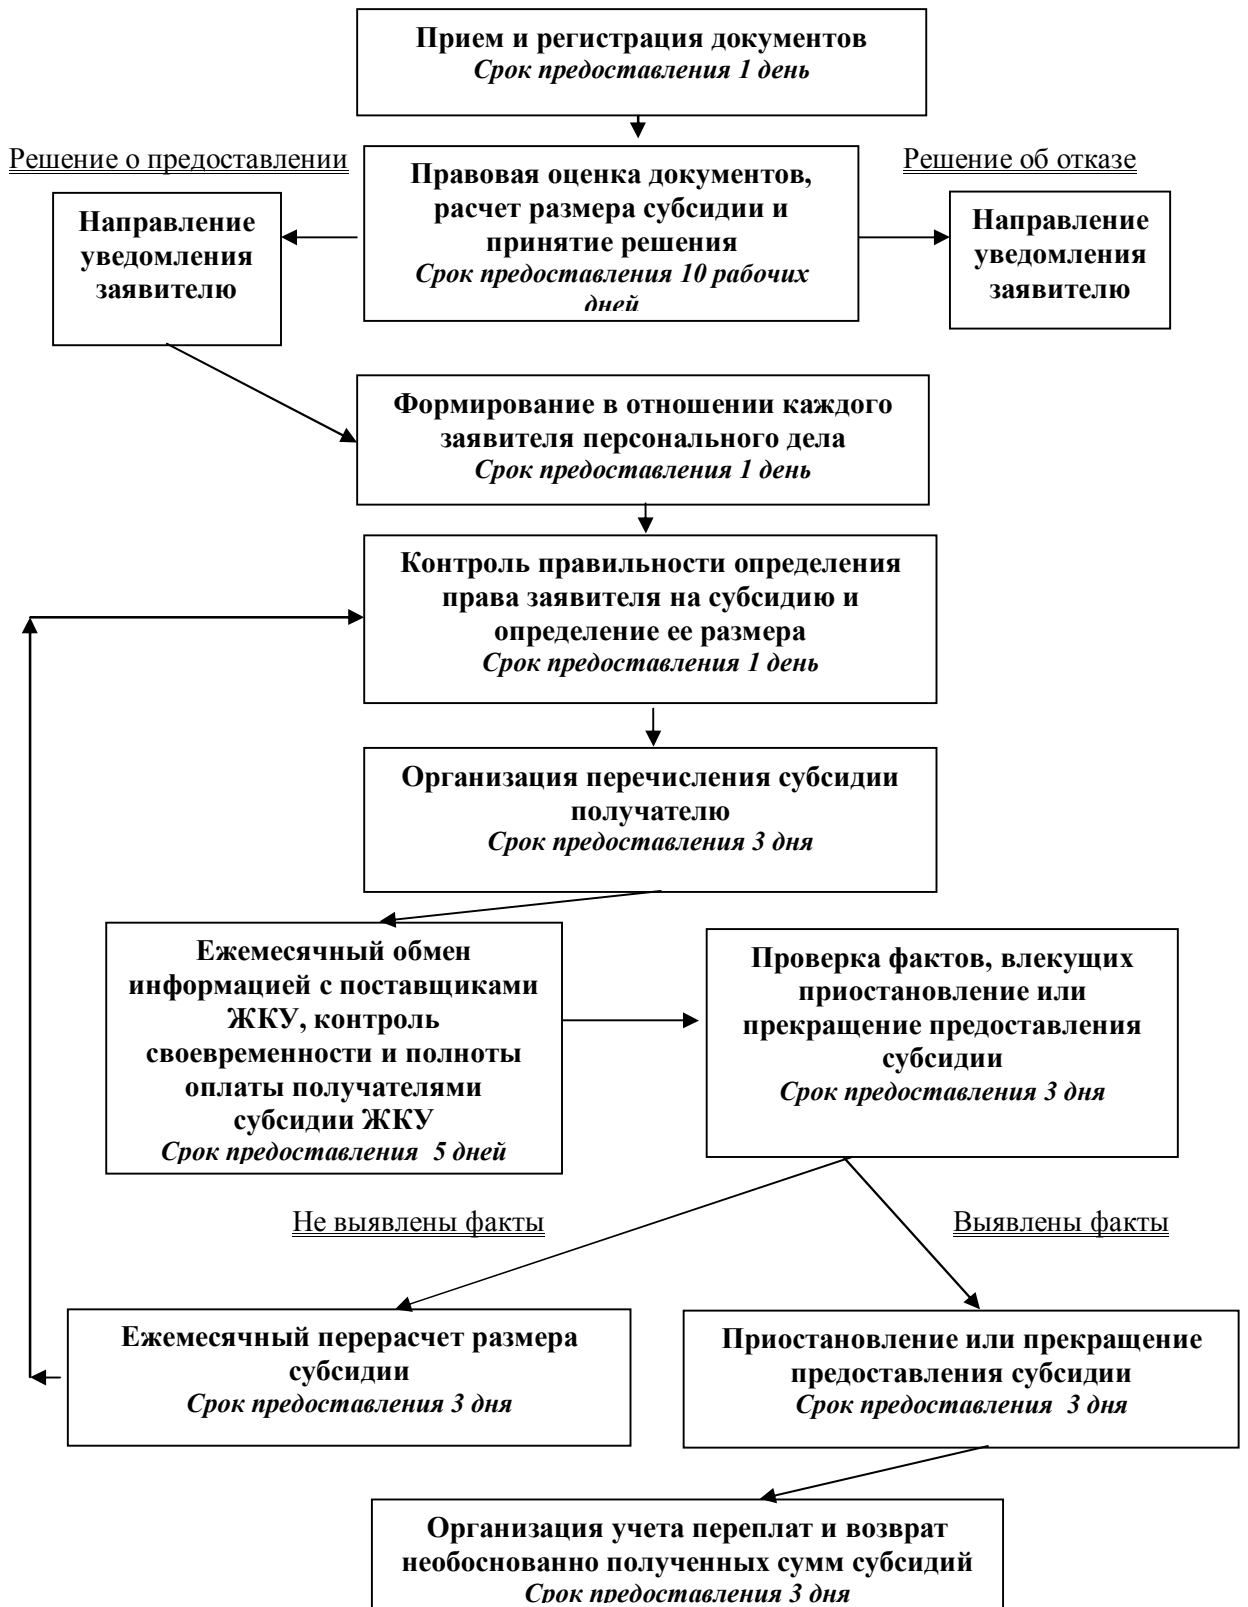 Прием и регистрация документов
Срок предоставления 1 день
Решение о предоставлении
Решение об отказе
Правовая оценка документов,
расчет размера субсидии и
принятие решения
Срок предоставления 10 рабочих
дней
Направление
уведомления
заявителю
Направление
уведомления
заявителю
Формирование в отношении каждого
заявителя персонального дела
Срок предоставления 1 день
Контроль правильности определения
права заявителя на субсидию и
определение ее размера
Срок предоставления 1 день
Организация перечисления субсидии
получателю
Срок предоставления 3 дня
Ежемесячный обмен
информацией с поставщиками
ЖКУ, контроль
своевременности и полноты
оплаты получателями
субсидии ЖКУ
Срок предоставления  5 дней
Проверка фактов, влекущих
приостановление или
прекращение предоставления
субсидии
Срок предоставления 3 дня
Не выявлены факты
Выявлены факты
Ежемесячный перерасчет размера
субсидии
Срок предоставления 3 дня
Приостановление или прекращение
предоставления субсидии
Срок предоставления  3 дня
Организация учета переплат и возврат
необоснованно полученных сумм субсидий
Срок предоставления 3 дня